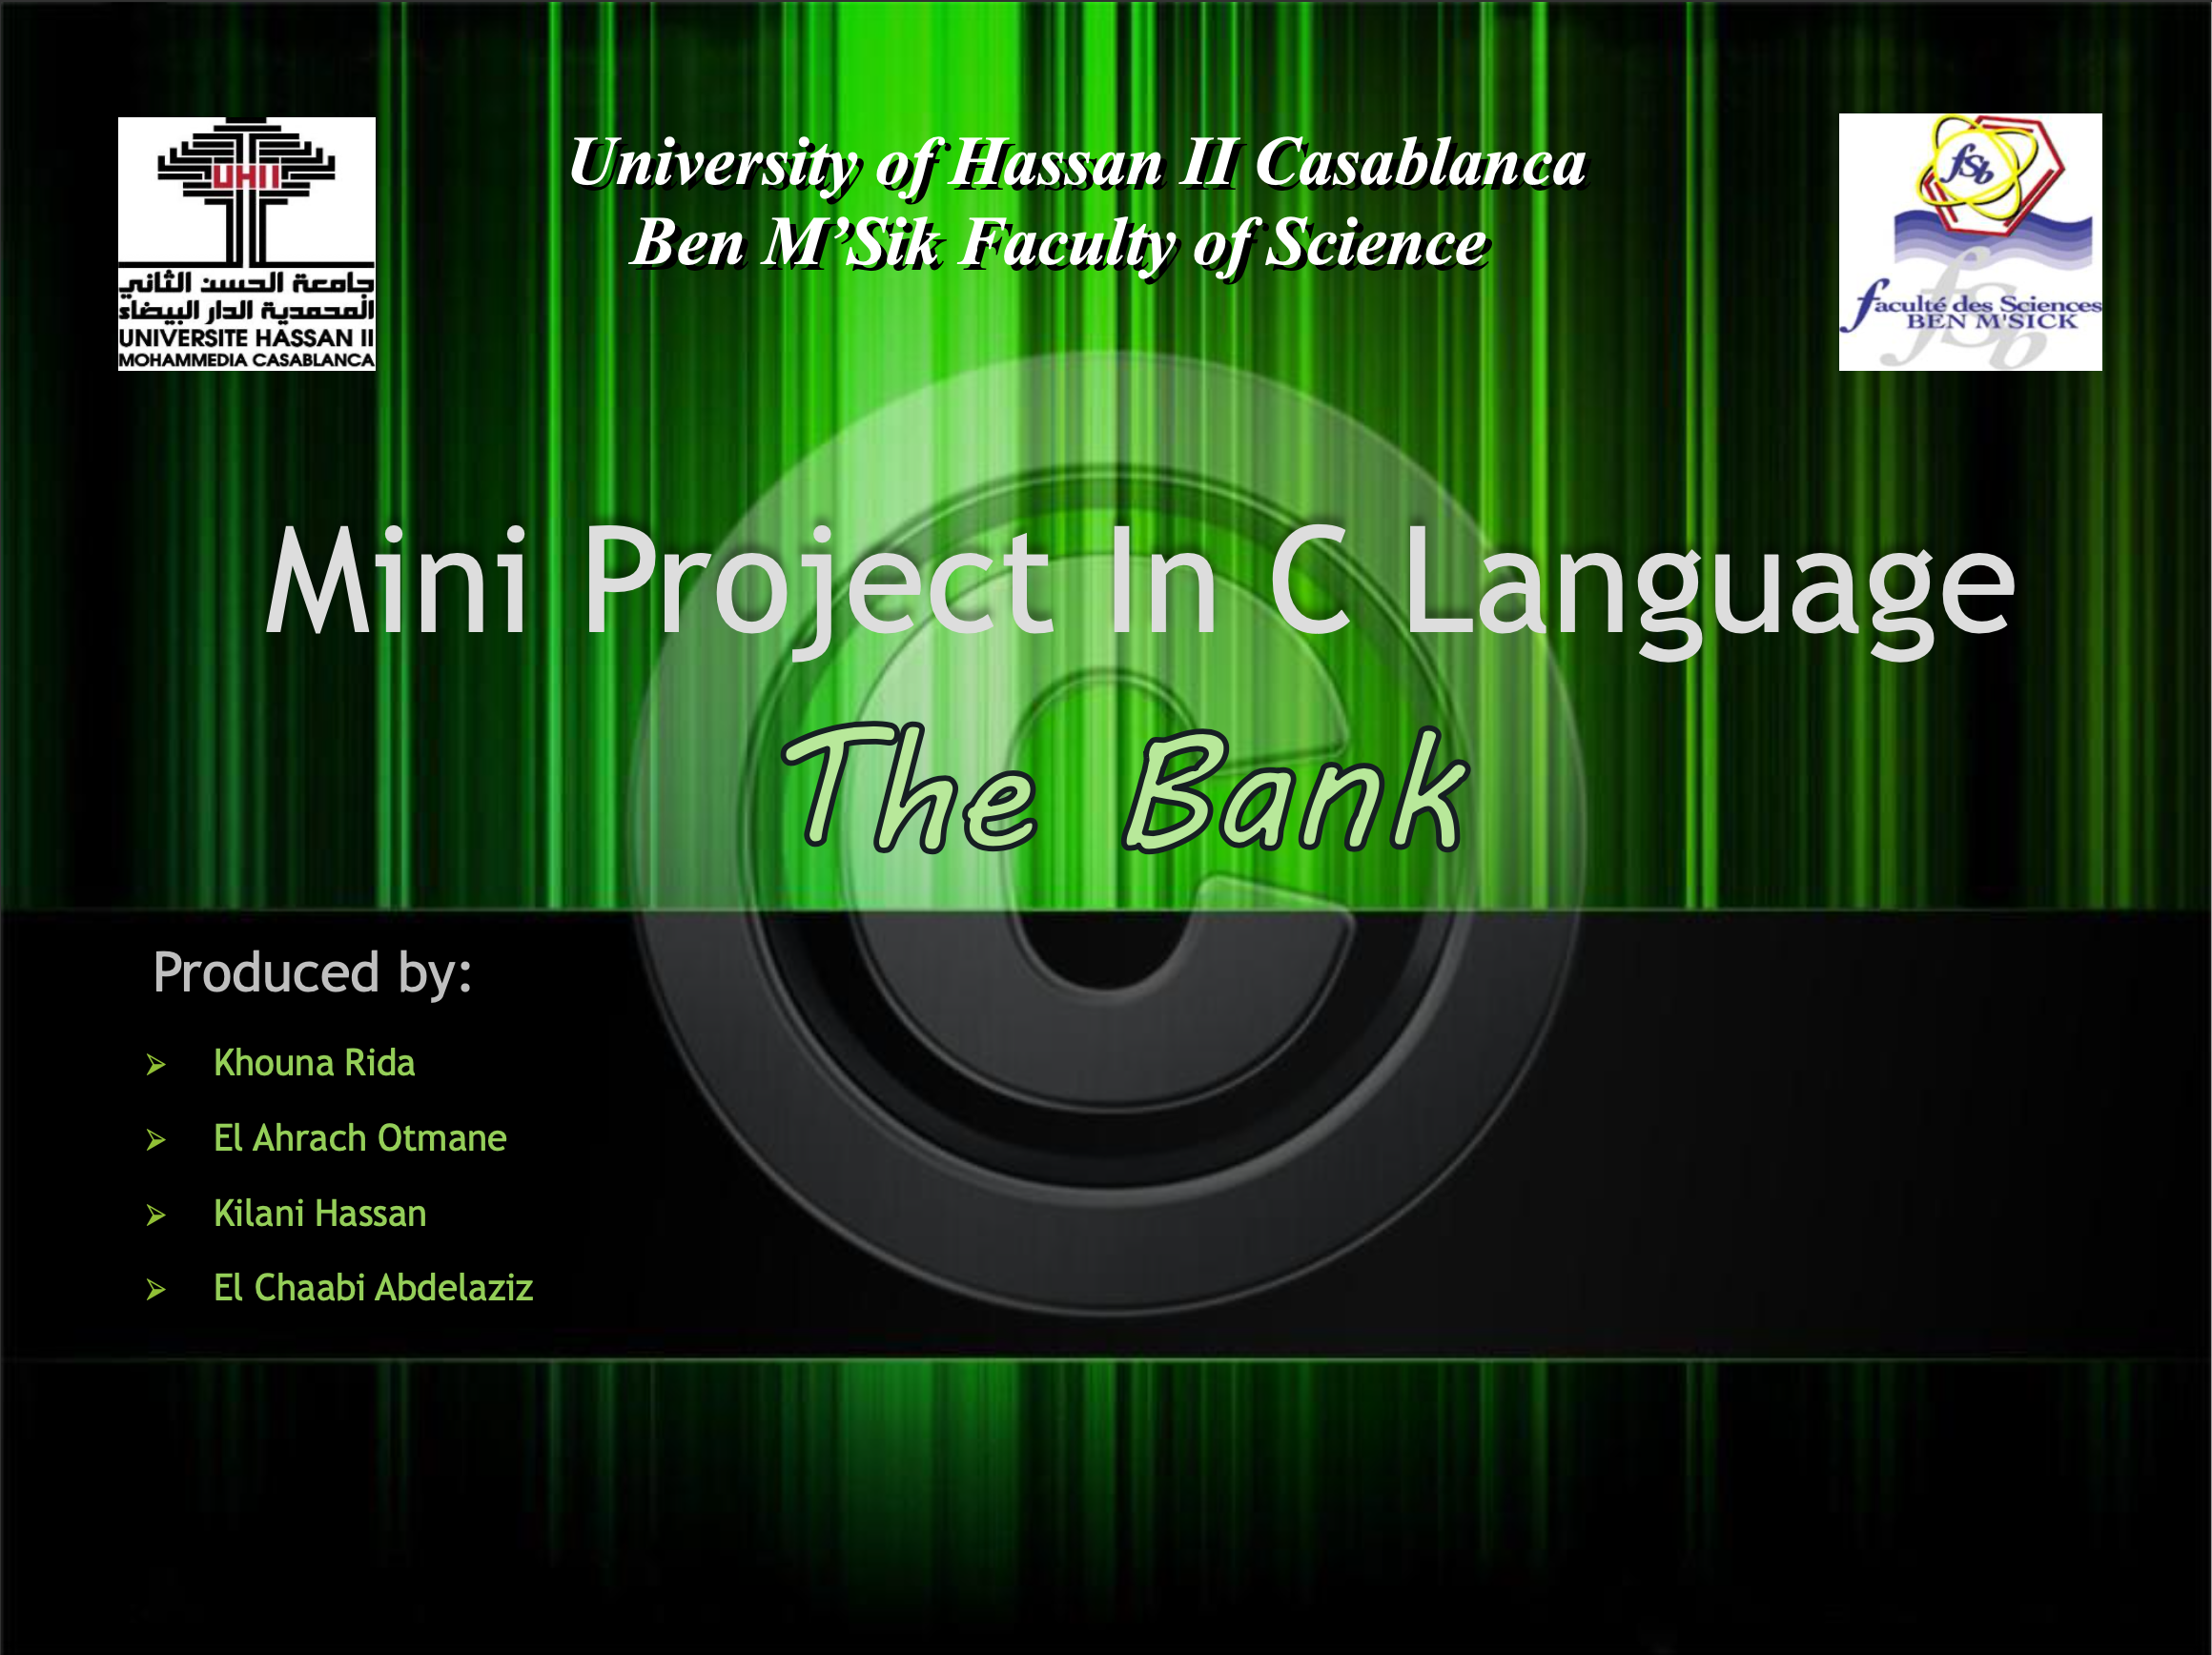 UHII
جامعة الحسن الثاني
المحمدية الدار البيضاء
UNIVERSITE HASSAN II
MOHAMMEDIA CASABLANCA
University of Hassan II Casablanca
Ben M’Sik Faculty of Science
fsb
faculté des Sciences
BEN M'SICK
fsb
Mini Project In C Language
The Bank
Produced by:
Khouna Rida
El Ahrach Otmane
Kilani Hassan
El Chaabi Abdelaziz